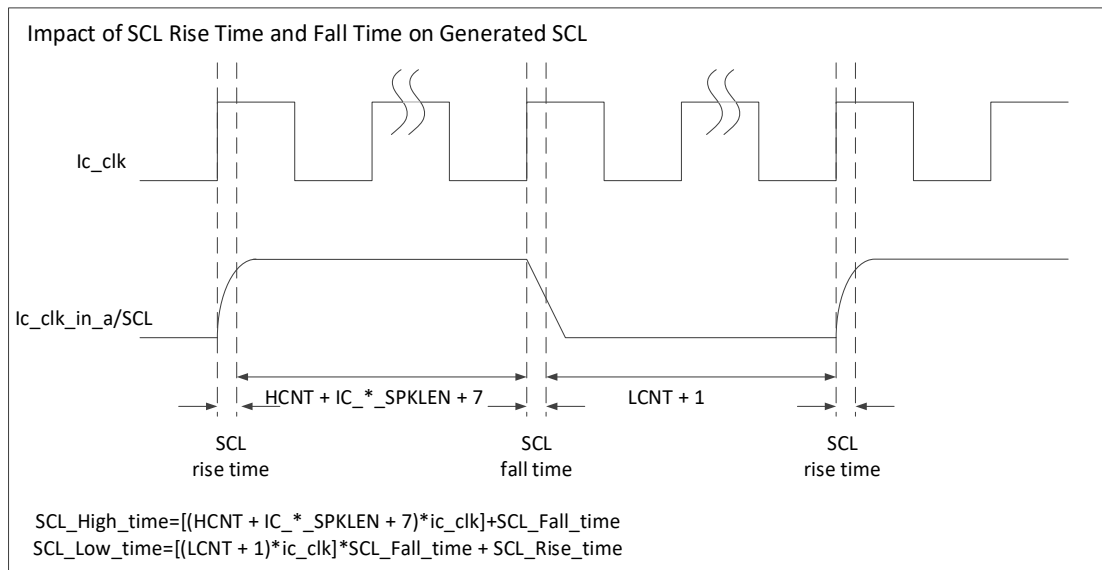 Impact of SCL Rise Time and Fall Time on Generated SCL
Ic_clk
Ic_clk_in_a/SCL
HCNT + IC_*_SPKLEN + 7
LCNT + 1
SCL
rise time
SCL
fall time
SCL
rise time
SCL_High_time=[(HCNT + IC_*_SPKLEN + 7)*ic_clk]+SCL_Fall_time
SCL_Low_time=[(LCNT + 1)*ic_clk]*SCL_Fall_time + SCL_Rise_time